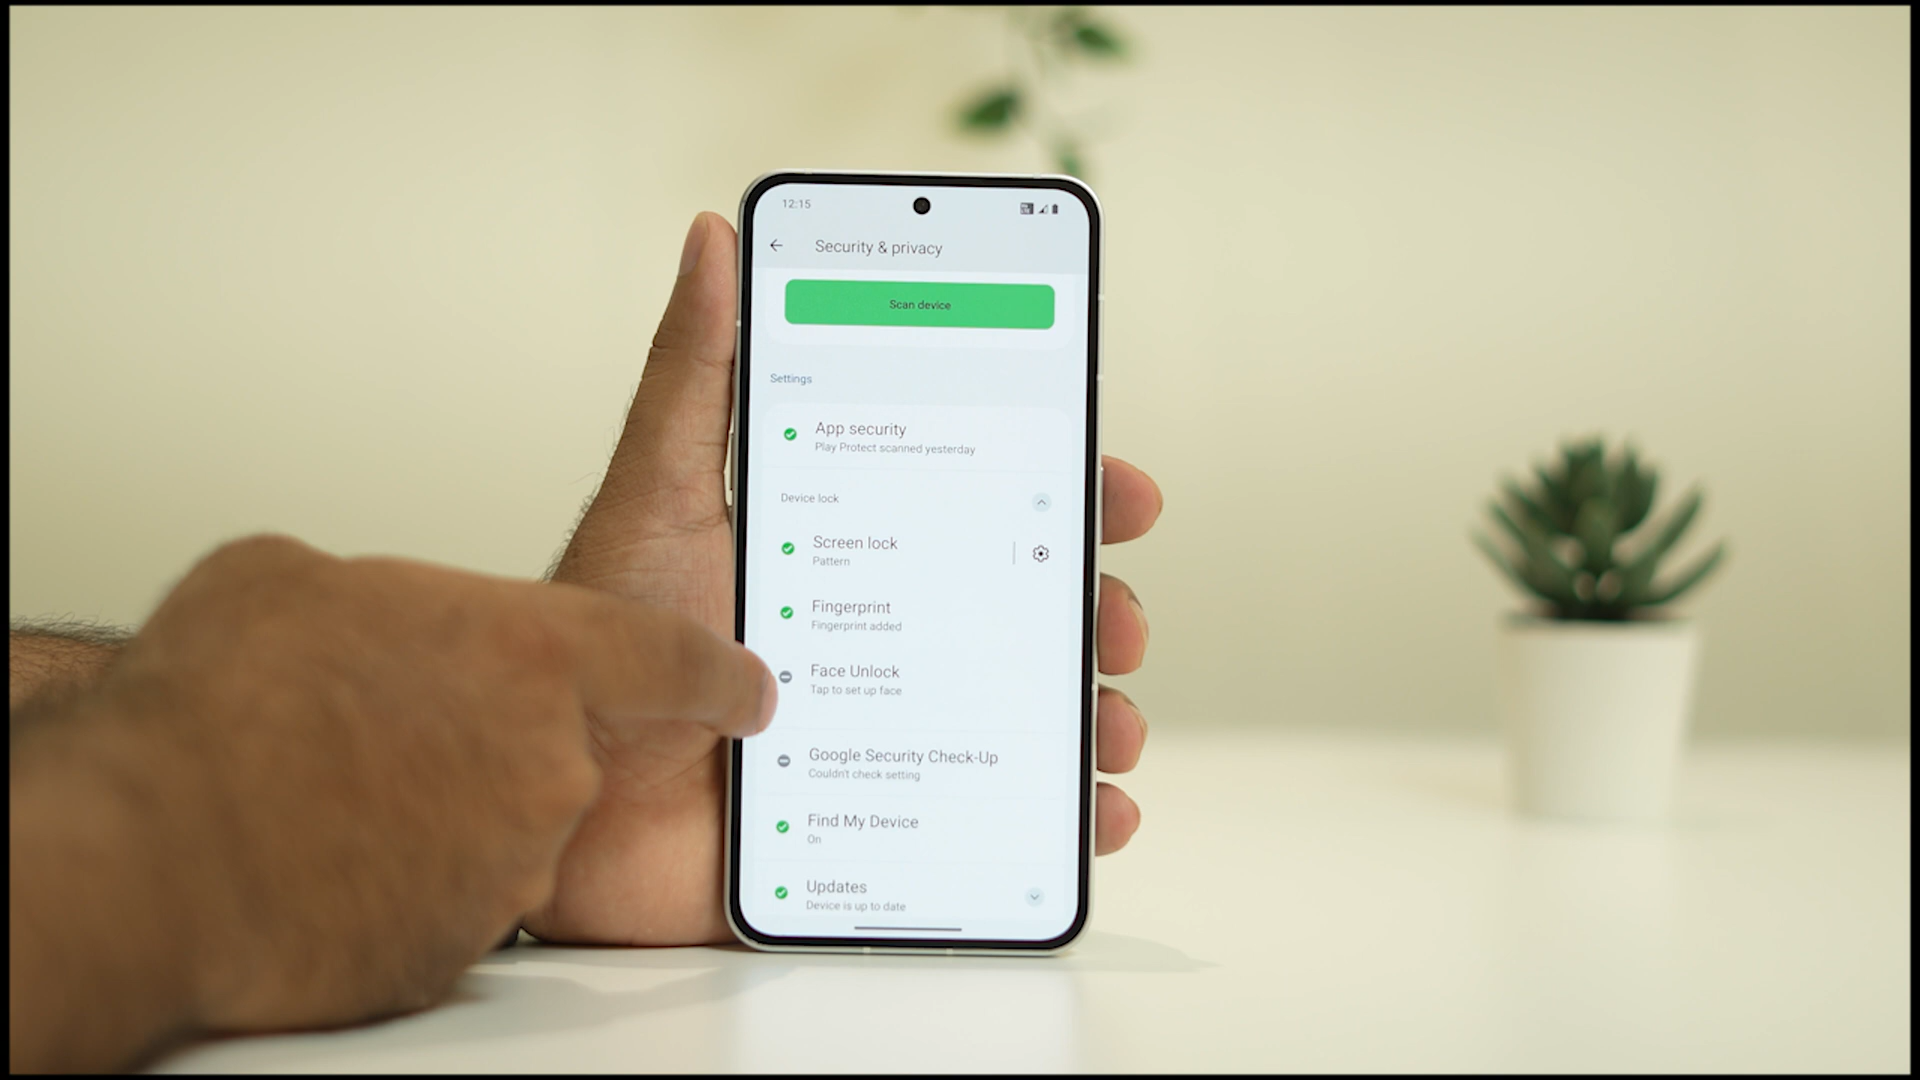 12:15
Security & privacy
Scan device
Settings
App security
Play Protect scanned yesterday
Device lock
Screen lock
Pattern
Fingerprint
Fingerprint added
Face Unlock
Tap to set up face
Google Security Check-Up
Couldn't check setting
Find My Device
On
Updates
Device is up to date